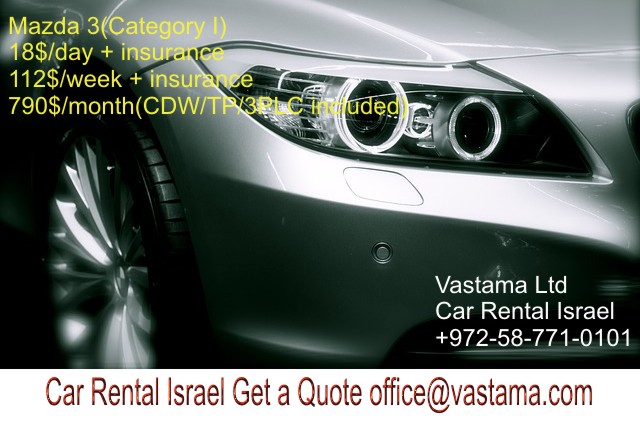 Mazda 3(Category I)
18$/day + insurance
112$/week + insurance
790$/month(CDW/TP/3PLC included)
Vastama Ltd
Car Rental Israel
+972-58-771-0101
Car Rental Israel Get a Quote office@vastama.com